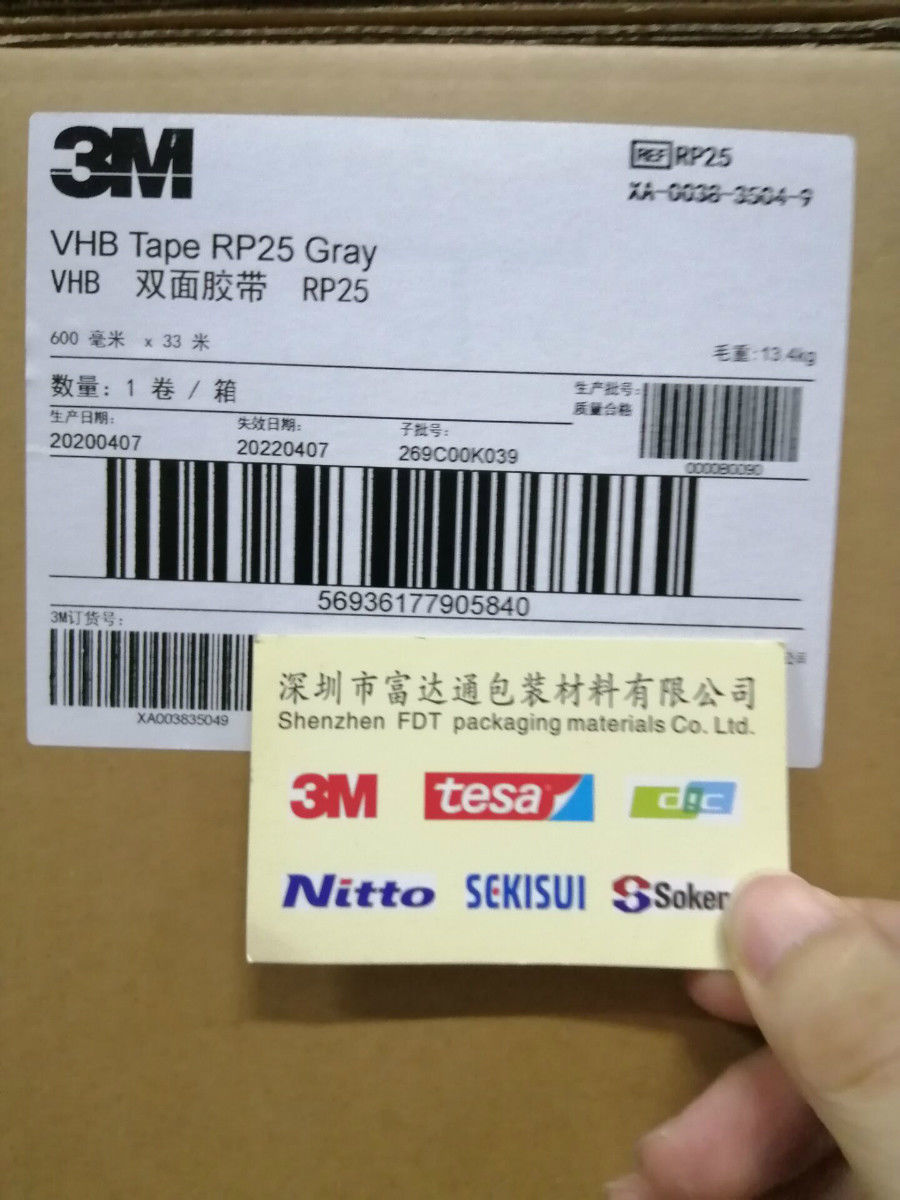 3M
REF RP25
XA-0038-3504-9
VHB Tape RP25 Gray
VHB 双面胶带 RP25
600 毫米 x 33 米
毛重:13.4kg
数量: 1 卷 / 箱
生产批号:
质量合格
000080090
生产日期:
20200407
失效日期:
20220407
子批号:
269C00K039
56936177905840
3M订货号:
XA003835049
公司
深圳市富达通包装材料有限公司
Shenzhen FDT packaging materials Co. Ltd.
3M tesa dic
Nitto SEKISUI Soken